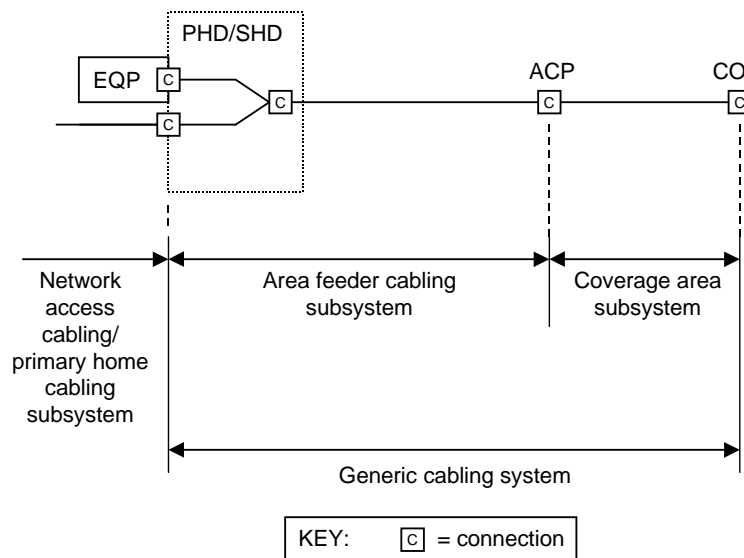 PHD/SHD
EQP
C
C
C
ACP
C
CO
C
Network
access
cabling/
primary home
cabling
subsystem
Area feeder cabling
subsystem
Coverage area
subsystem
Generic cabling system
KEY: C = connection